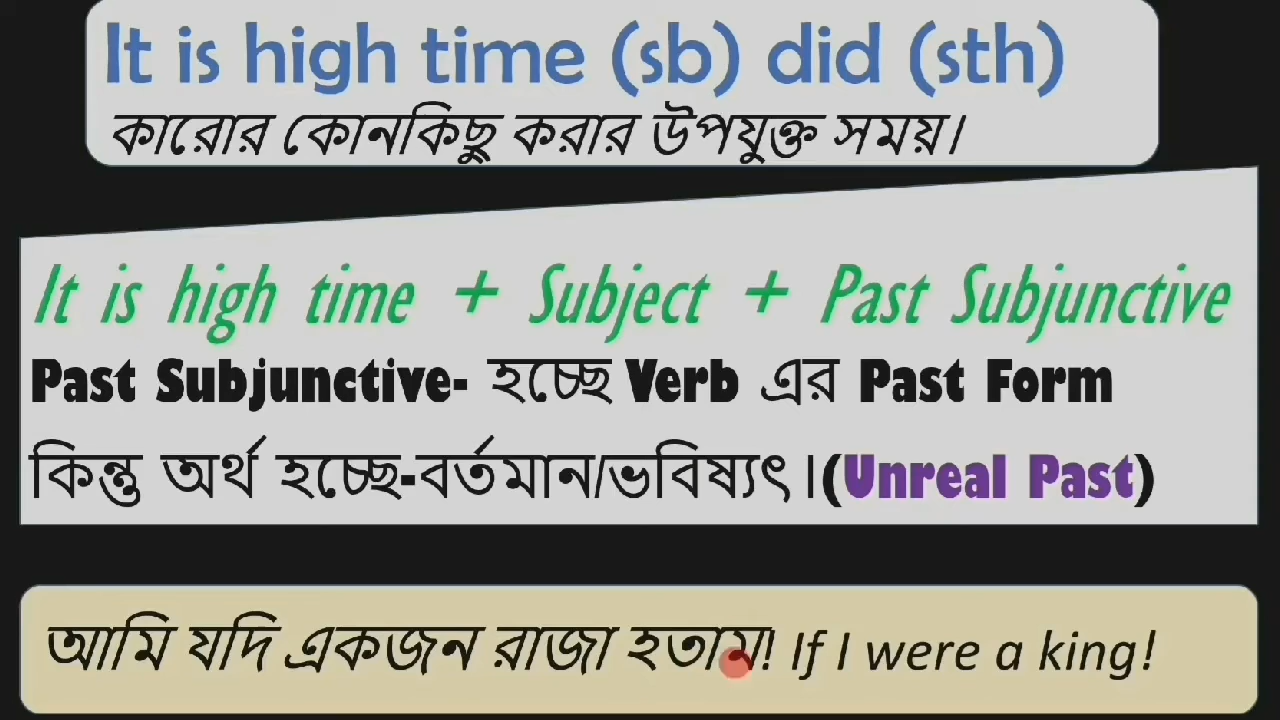 It is high time (sb) did (sth)
কারোর কোনকিছু করার উপযুক্ত সময়।
It is high time + Subject + Past Subjunctive
Past Subjunctive- হচ্ছে Verb এর Past Form
কিন্তু অর্থ হচ্ছে-বর্তমান/ভবিষ্যৎ।(Unreal Past)
আমি যদি একজন রাজা হতাম! If I were a king!